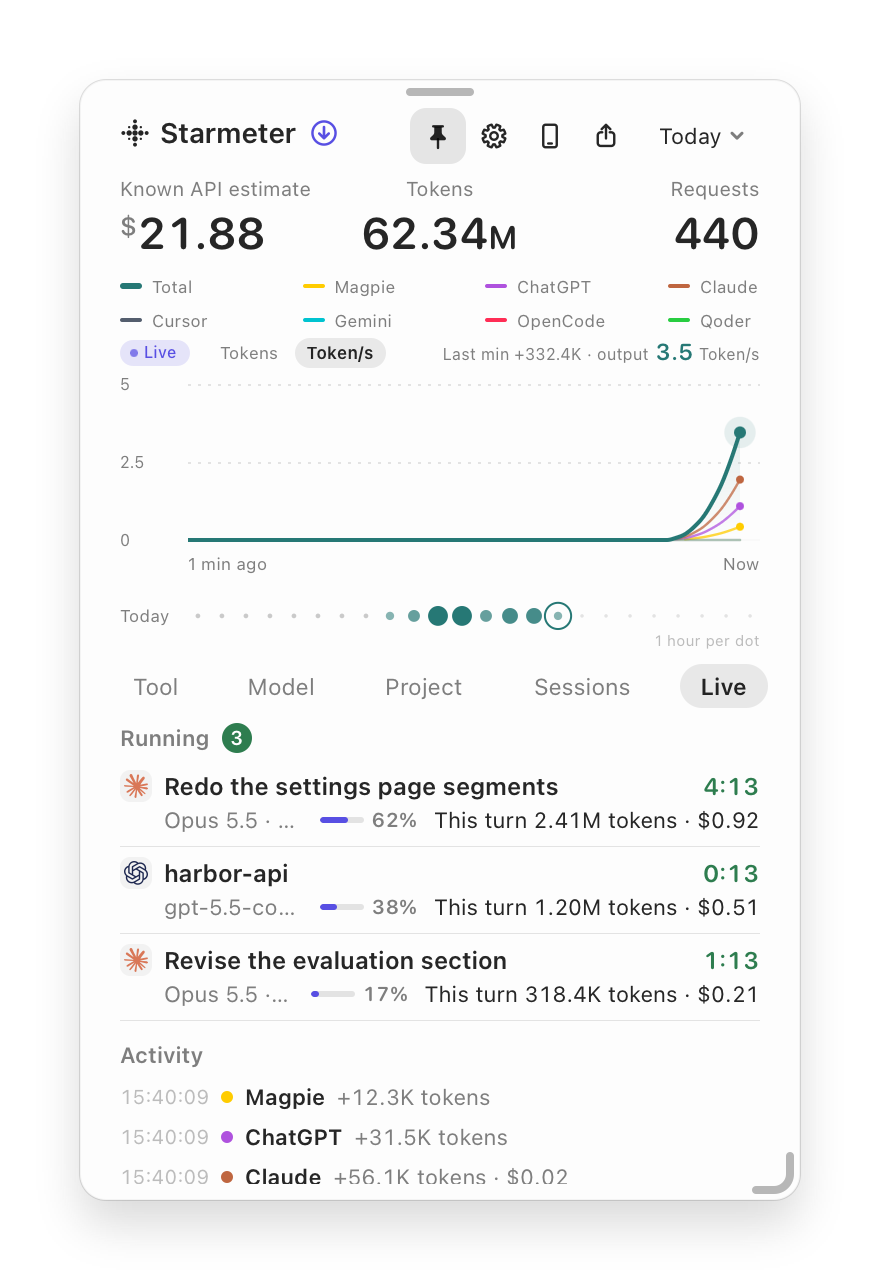 Starmeter Today
Known API estimate Tokens Requests
$21.88 62.34M 440
Total Magpie ChatGPT Claude
Cursor Gemini OpenCode Qoder
Live Tokens Token/s Last min +332.4K · output 3.5 Token/s
5
2.5
0
1 min ago Now
Today
1 hour per dot
Tool Model Project Sessions Live
Running 3
Redo the settings page segments 4:13
Opus 5.5 · ... 62% This turn 2.41M tokens · $0.92
harbor-api 0:13
gpt-5.5-co... 38% This turn 1.20M tokens · $0.51
Revise the evaluation section 1:13
Opus 5.5 ·... 17% This turn 318.4K tokens · $0.21
Activity
15:40:09 Magpie +12.3K tokens
15:40:09 ChatGPT +31.5K tokens
15:40:09 Claude +56.1K tokens · $0.02